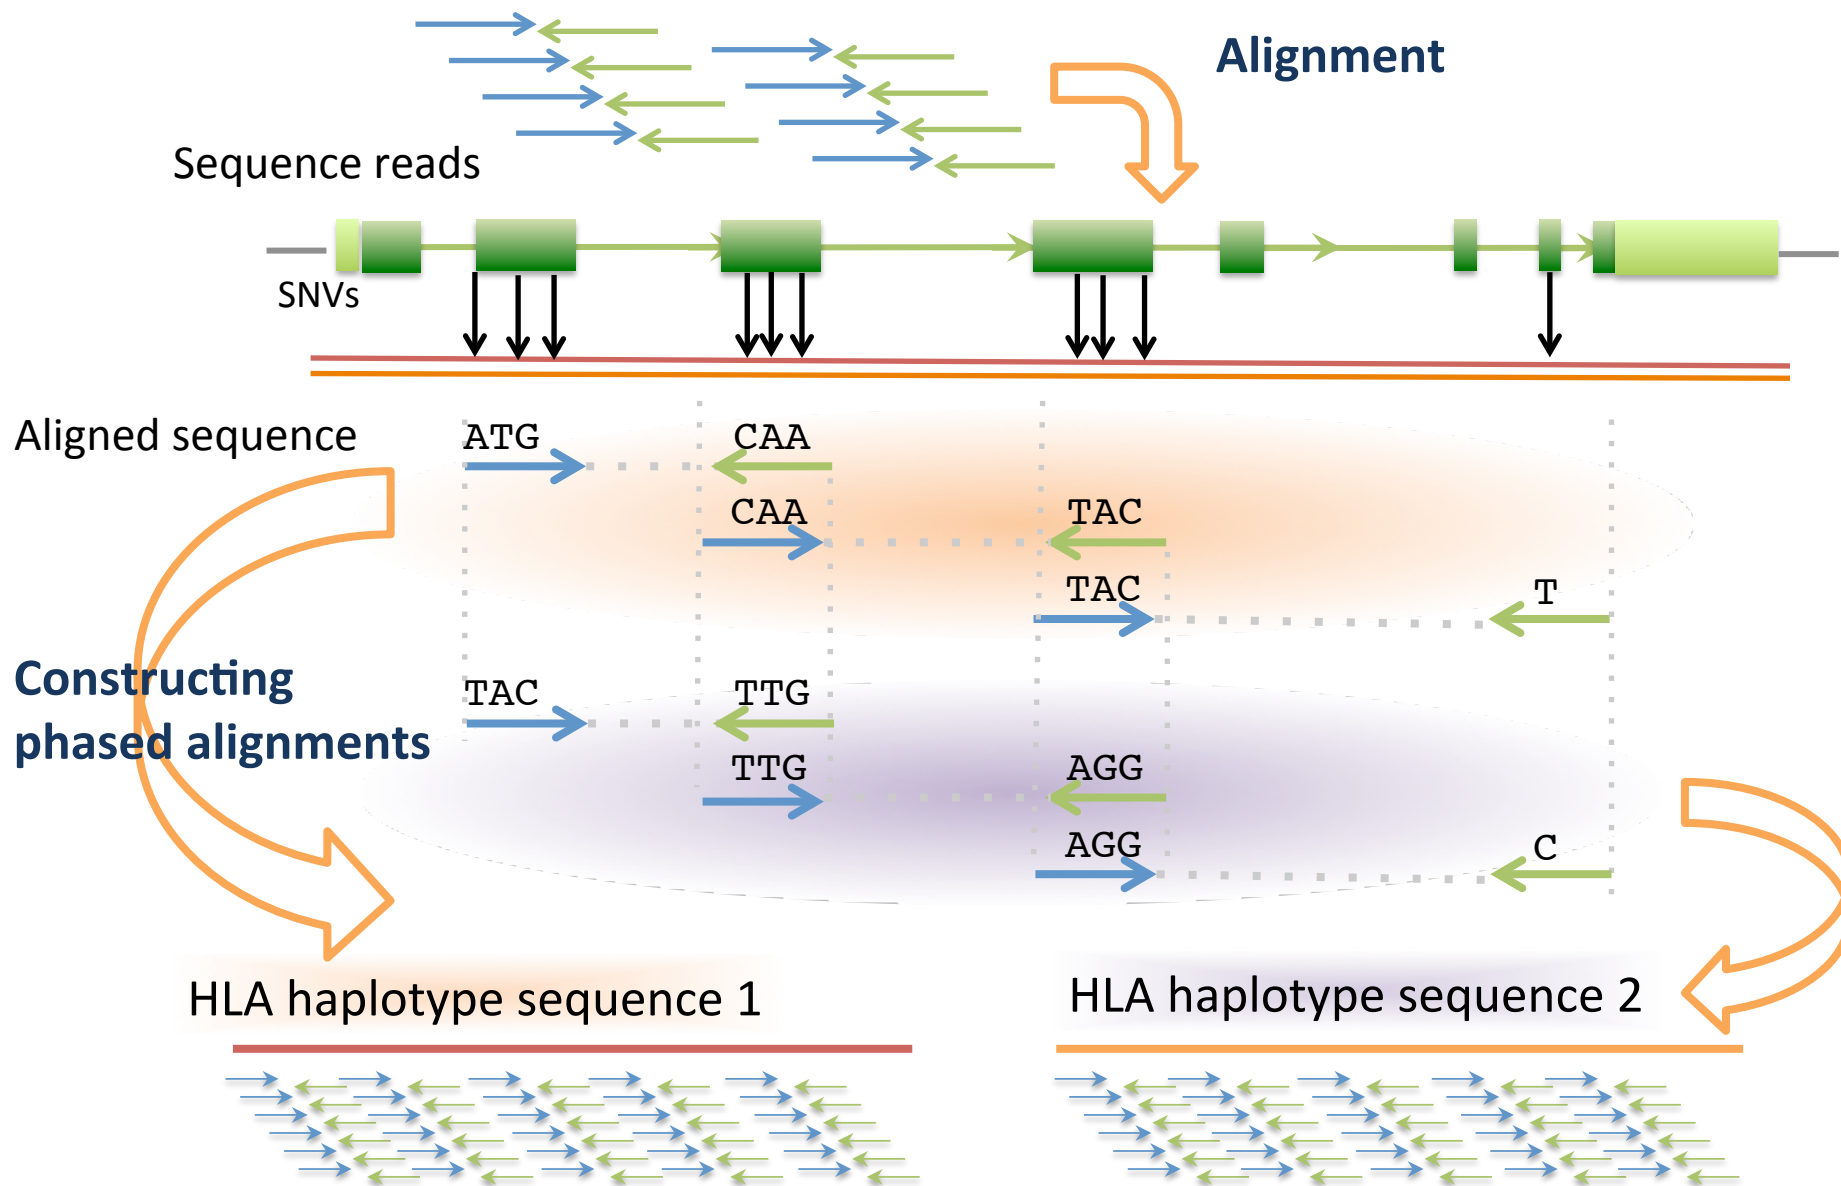 Alignment
Sequence reads
SNVs
Aligned sequence
ATG CAA
CAA TAC
TAC T
Constructing
phased alignments
TAC TTG
TTG AGG
AGG C
HLA haplotype sequence 1
HLA haplotype sequence 2